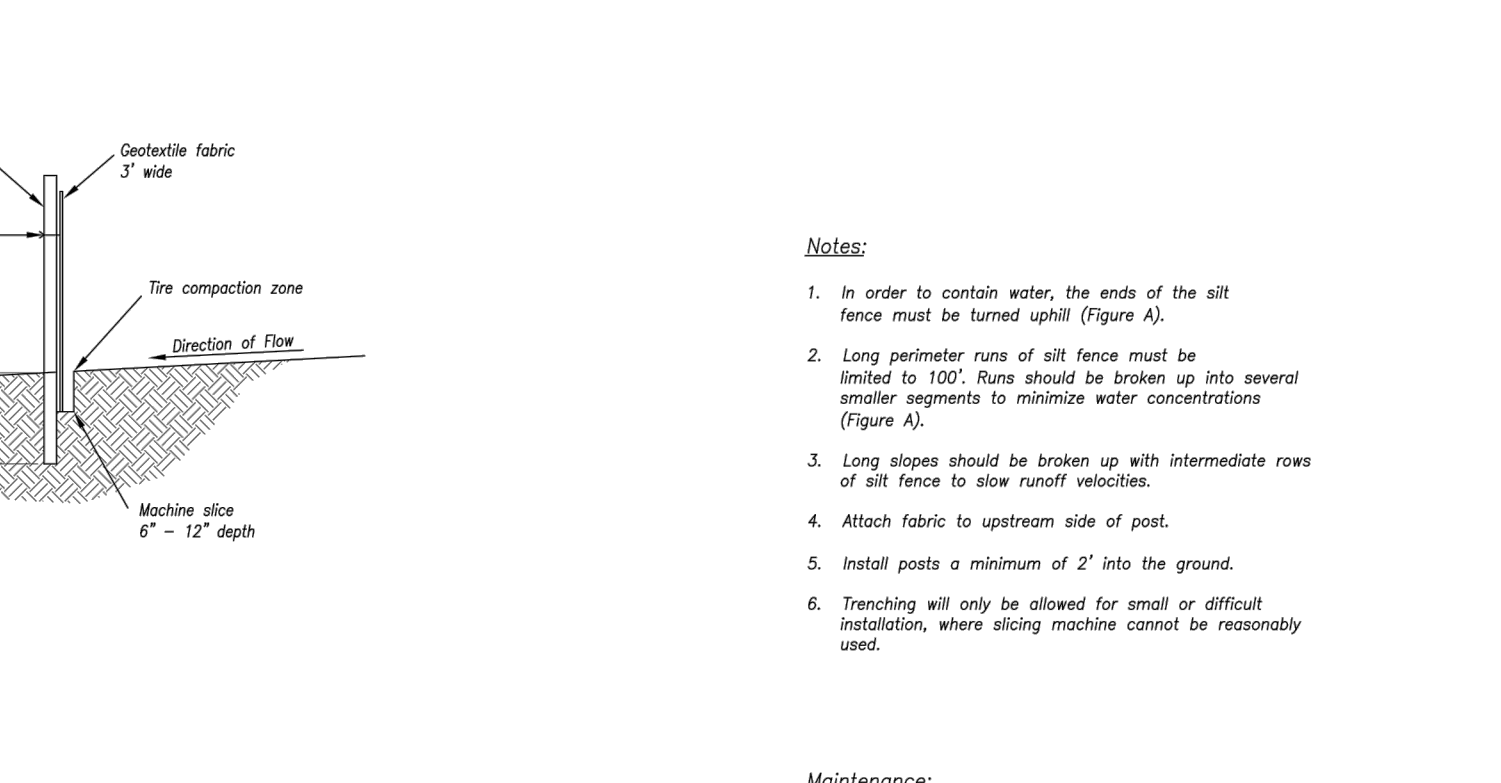 Geotextile fabric
3' wide
Tire compaction zone
Direction of Flow
Machine slice
6" – 12" depth
Notes:
1. In order to contain water, the ends of the silt
fence must be turned uphill (Figure A).
2. Long perimeter runs of silt fence must be
limited to 100'. Runs should be broken up into several
smaller segments to minimize water concentrations
(Figure A).
3. Long slopes should be broken up with intermediate rows
of silt fence to slow runoff velocities.
4. Attach fabric to upstream side of post.
5. Install posts a minimum of 2' into the ground.
6. Trenching will only be allowed for small or difficult
installation, where slicing machine cannot be reasonably
used.
Maintenance: